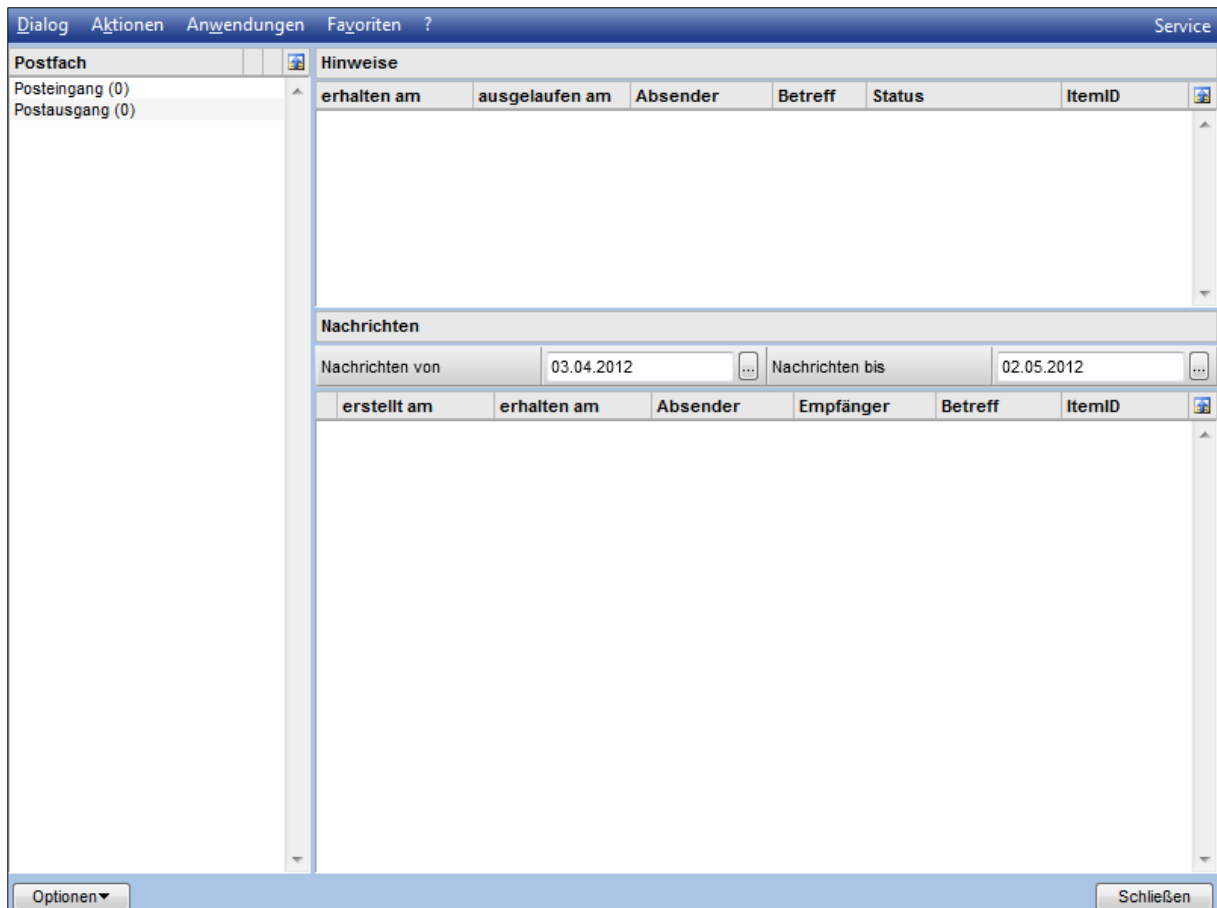 Dialog Aktionen Anwendungen Favoriten ? Service
Postfach
Posteingang (0)
Postausgang (0)
Hinweise
erhalten am ausgelaufen am Absender Betreff Status ItemID
Nachrichten
Nachrichten von 03.04.2012 ... Nachrichten bis 02.05.2012 ...
erstellt am erhalten am Absender Empfänger Betreff ItemID
Optionen Schließen